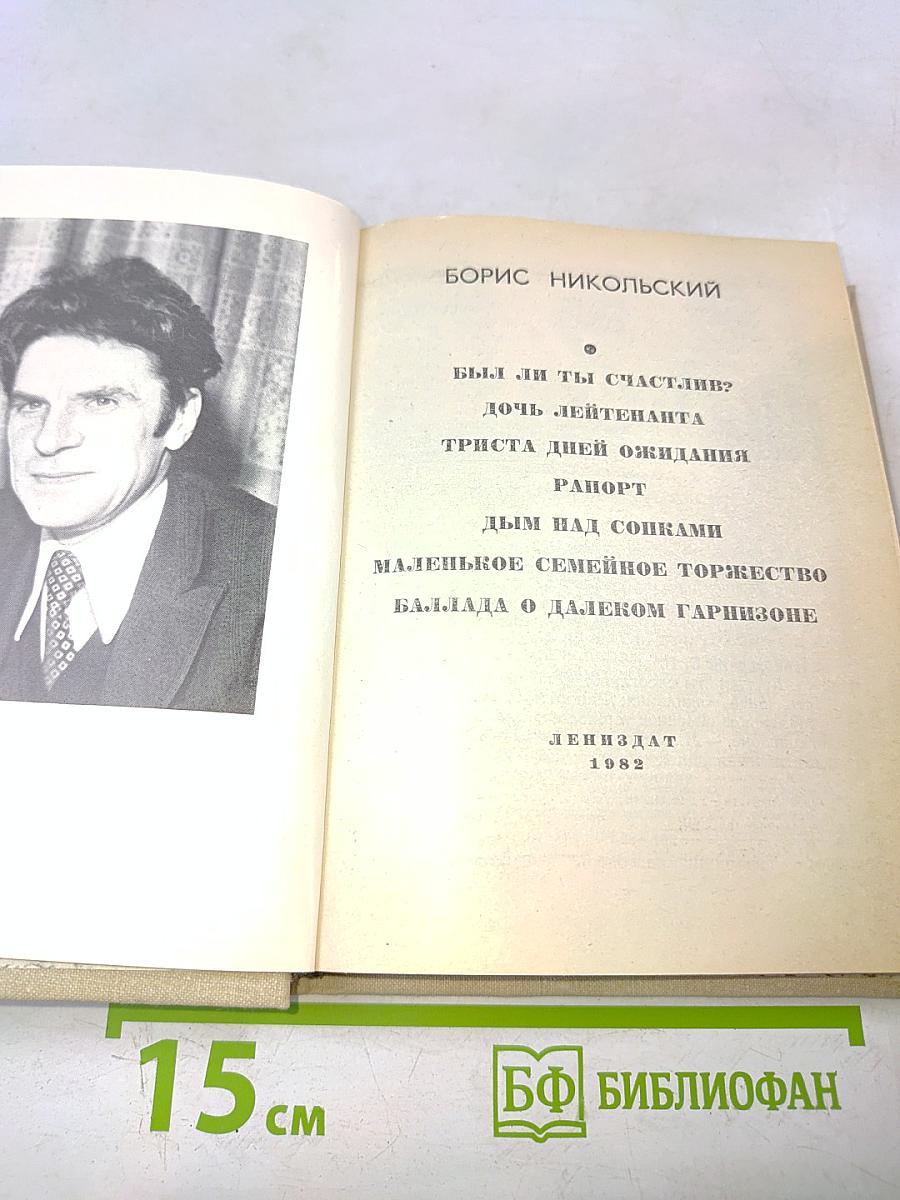 БОРИС НИКОЛЬСКИЙ
БЫЛ ЛИ ТЫ СЧАСТЛИВ?
ДОЧЬ ЛЕЙТЕНАНТА
ТРИСТА ДНЕЙ ОЖИДАНИЯ
РАПОРТ
ДЫМ НАД СОПКАМИ
МАЛЕНЬКОЕ СЕМЕЙНОЕ ТОРЖЕСТВО
БАЛЛАДА О ДАЛЕКОМ ГАРНИЗОНЕ
ЛЕНИЗДАТ
1982
15 см
БФ БИБЛИОФАН